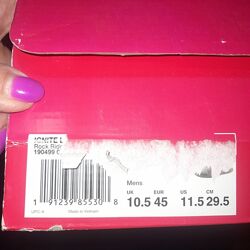 IGNITE L
Rock Rid
190499 0
Mens
UK EUR US CM
10.5 45 11.5 29.5
1 91239 85530 8
UPC-A Made in Vietnam